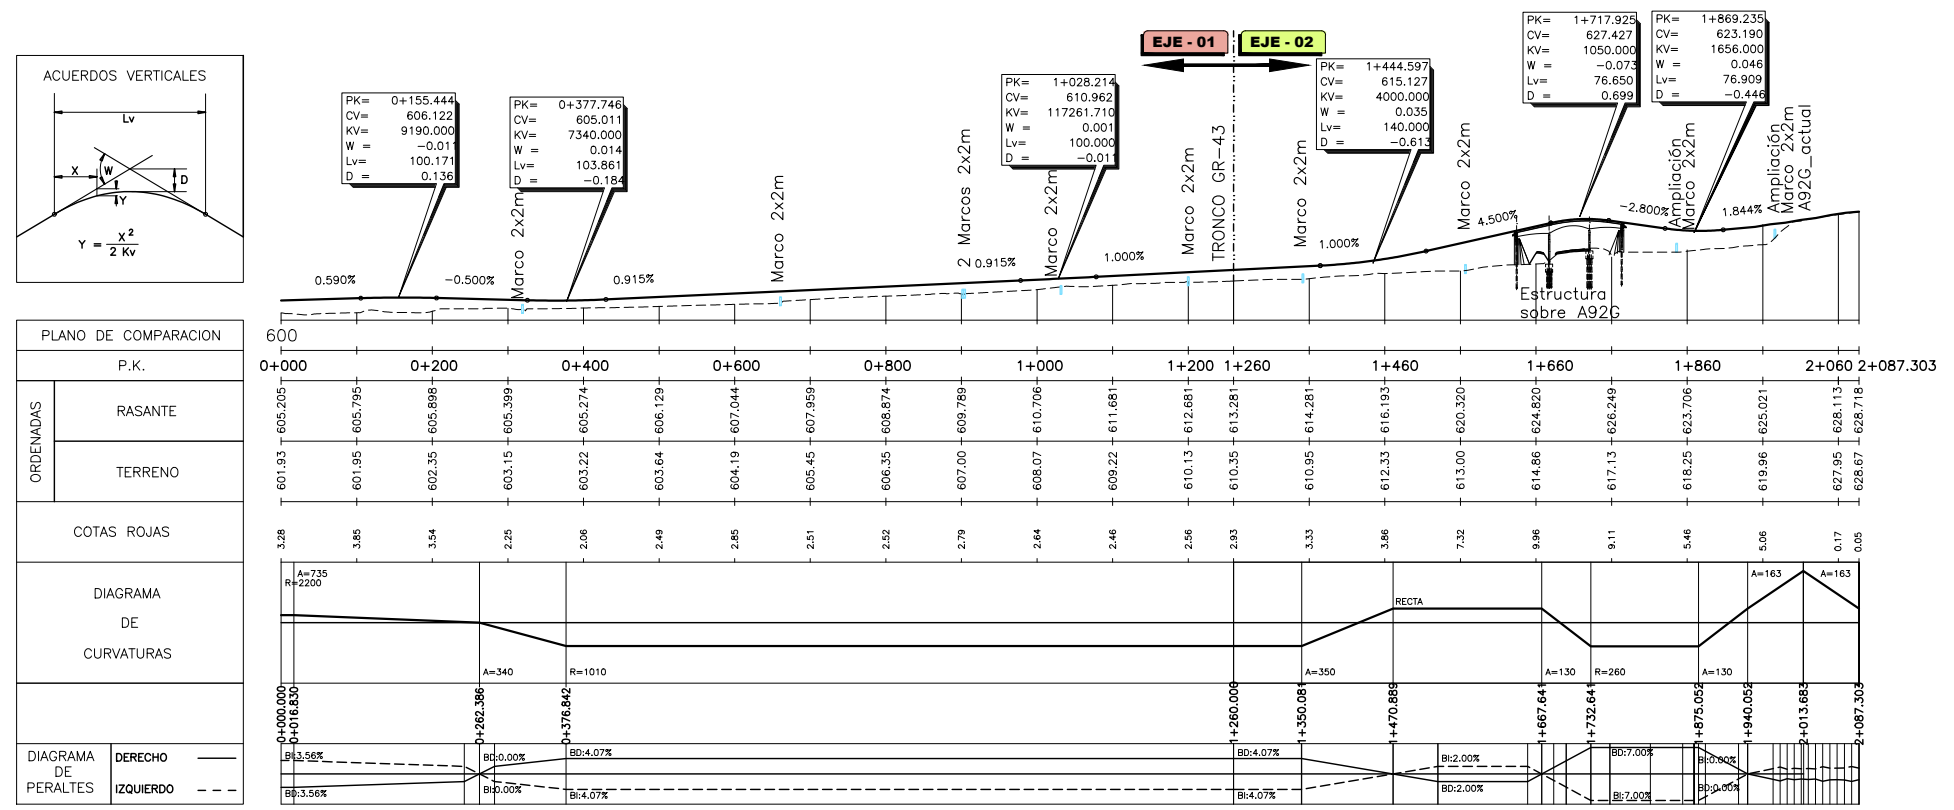 ACUERDOS VERTICALES
Lv
X
W
D
Y
Y = X²
2 Kv
PK= 0+155.444
CV= 606.122
KV= 9190.000
W = -0.011
Lv= 100.171
D = 0.136
PK= 0+377.746
CV= 605.011
KV= 7340.000
W = 0.014
Lv= 103.861
D = -0.184
PK= 1+028.214
CV= 610.962
KV= 117261.710
W = 0.001
Lv= 100.000
D = -0.011
EJE - 01
EJE - 02
PK= 1+444.597
CV= 615.127
KV= 4000.000
W = 0.035
Lv= 140.000
D = -0.613
PK= 1+717.925
CV= 627.427
KV= 1050.000
W = -0.073
Lv= 76.650
D = 0.699
PK= 1+869.235
CV= 623.190
KV= 1656.000
W = 0.046
Lv= 76.909
D = -0.446
0.590%
-0.500%
Marco 2x2m
0.915%
Marco 2x2m
2 Marcos 2x2m
0.915%
Marco 2x2m
1.000%
Marco 2x2m
TRONCO GR-43
Marco 2x2m
1.000%
Marco 2x2m
4.500%
-2.800%
Ampliación
Marco 2x2m
1.844%
Ampliación
Marco 2x2m
A92G_actual
Estructura
sobre A92G
PLANO DE COMPARACION
600
P.K.
0+000 0+200 0+400 0+600 0+800 1+000 1+200 1+260 1+460 1+660 1+860 2+060 2+087.303
ORDENADAS
RASANTE
605.205 605.795 605.898 605.399 605.274 606.129 607.044 607.959 608.874 609.789 610.706 611.681 612.681 613.281 614.281 616.193 620.320 624.820 626.249 623.706 625.021 628.113 628.718
TERRENO
601.93 601.95 602.35 603.15 603.22 603.64 604.19 605.45 606.35 607.00 608.07 609.22 610.13 610.35 610.95 612.33 613.00 614.86 617.13 618.25 619.96 627.95 628.67
COTAS ROJAS
3.28 3.85 3.54 2.25 2.06 2.49 2.85 2.51 2.52 2.79 2.64 2.46 2.56 2.93 3.33 3.86 7.32 9.96 9.11 5.46 5.06 0.17 0.05
DIAGRAMA
DE
CURVATURAS
A=735
R=2200
A=340
R=1010
A=350
RECTA
A=130
R=260
A=130
A=163
A=163
0+000.000 0+016.830 0+262.386 0+376.842 1+260.000 1+350.081 1+470.889 1+667.641 1+732.641 1+875.052 1+940.052 2+013.683 2+087.303
DIAGRAMA
DE
PERALTES
DERECHO
IZQUIERDO
BI:3.56%
BD:3.56%
BD:0.00%
BI:0.00%
BD:4.07%
BI:4.07%
BD:4.07%
BI:4.07%
BI:2.00%
BD:2.00%
BD:7.00%
BI:7.00%
BI:0.00%
BD:0.00%